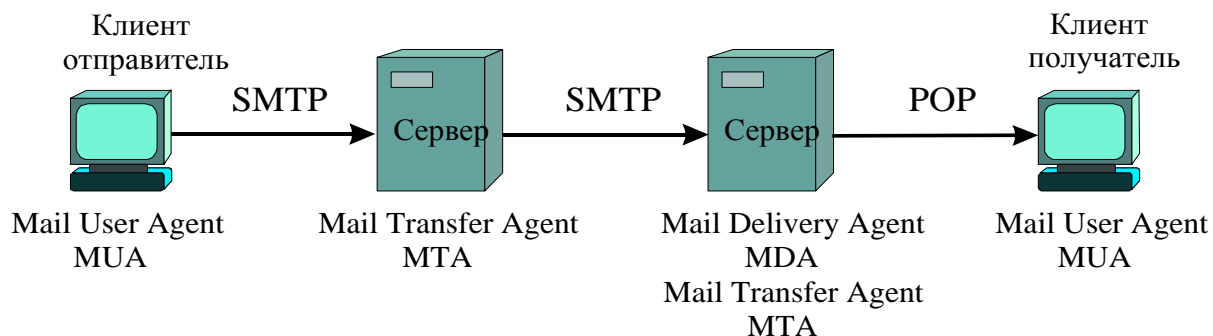 Клиент
отправитель
SMTP
Сервер
SMTP
Сервер
POP
Клиент
получатель
Mail User Agent
MUA
Mail Transfer Agent
MTA
Mail Delivery Agent
MDA
Mail Transfer Agent
MTA
Mail User Agent
MUA